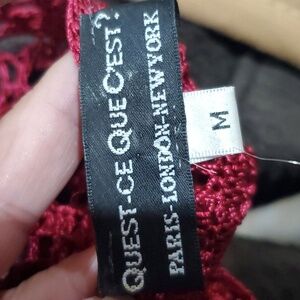 QUEST-CE QUE C'EST?
PARIS-LONDON-NEWYORK
M